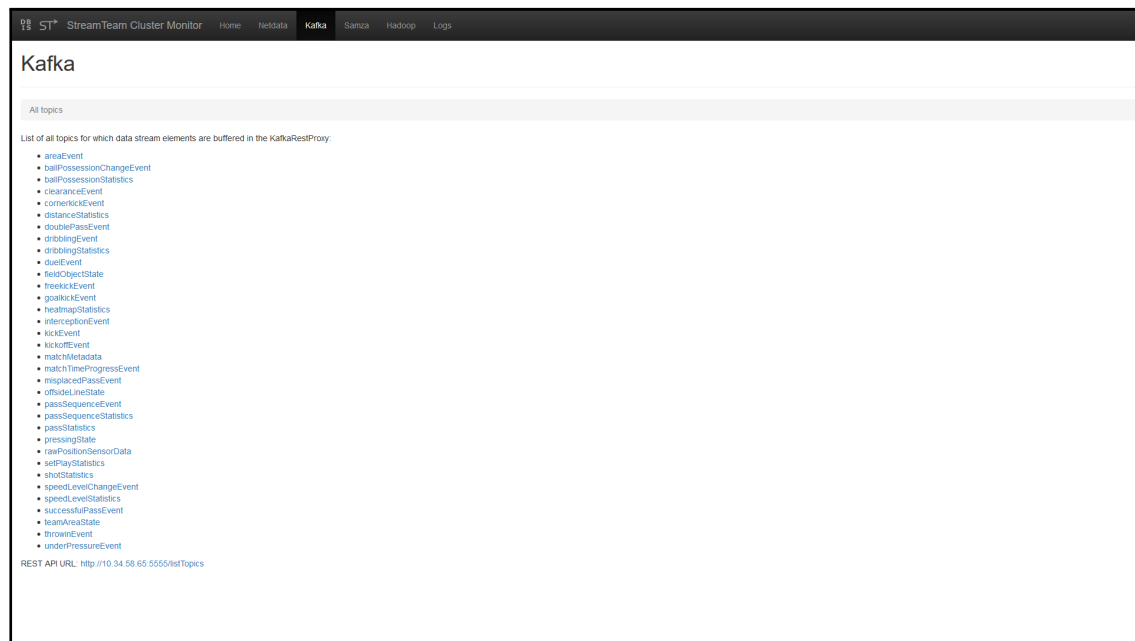 DB IS ST StreamTeam Cluster Monitor Home Netdata Kafka Samza Hadoop Logs
Kafka
All topics
List of all topics for which data stream elements are buffered in the KafkaRestProxy:
• areaEvent
• ballPossessionChangeEvent
• ballPossessionStatistics
• clearanceEvent
• cornerkickEvent
• distanceStatistics
• doublePassEvent
• dribblingEvent
• dribblingStatistics
• duelEvent
• fieldObjectState
• freekickEvent
• goalkickEvent
• heatmapStatistics
• interceptionEvent
• kickEvent
• kickoffEvent
• matchMetadata
• matchTimeProgressEvent
• misplacedPassEvent
• offsideLineState
• passSequenceEvent
• passSequenceStatistics
• passStatistics
• pressingState
• rawPositionSensorData
• setPlayStatistics
• shotStatistics
• speedLevelChangeEvent
• speedLevelStatistics
• successfulPassEvent
• teamAreaState
• throwinEvent
• underPressureEvent
REST API URL: http://10.34.58.65:5555/listTopics